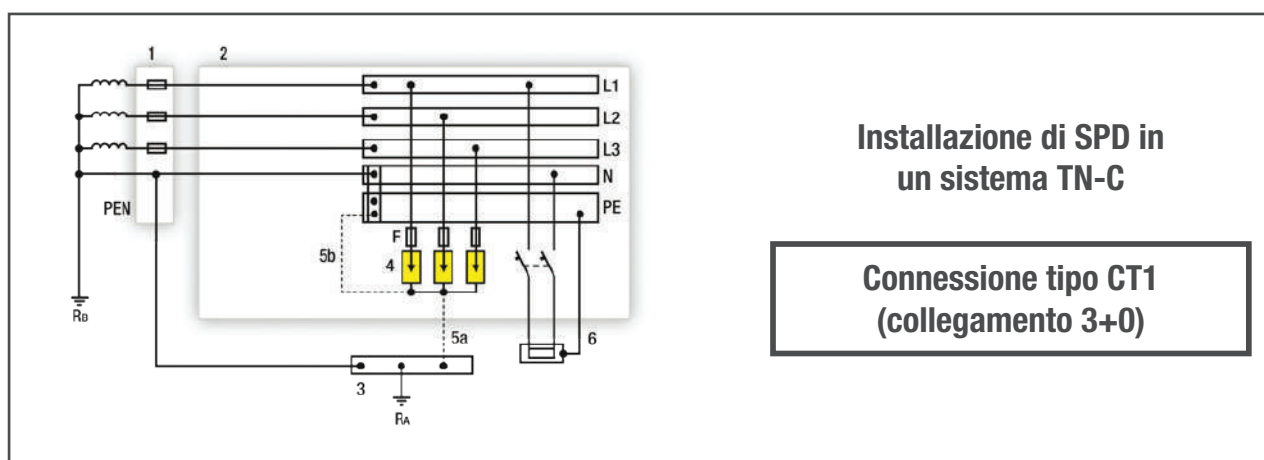 1
2
L1
L2
L3
N
PEN
PE
F
5b
4
RB
5a
6
3
RA
Installazione di SPD in
un sistema TN-C
Connessione tipo CT1
(collegamento 3+0)